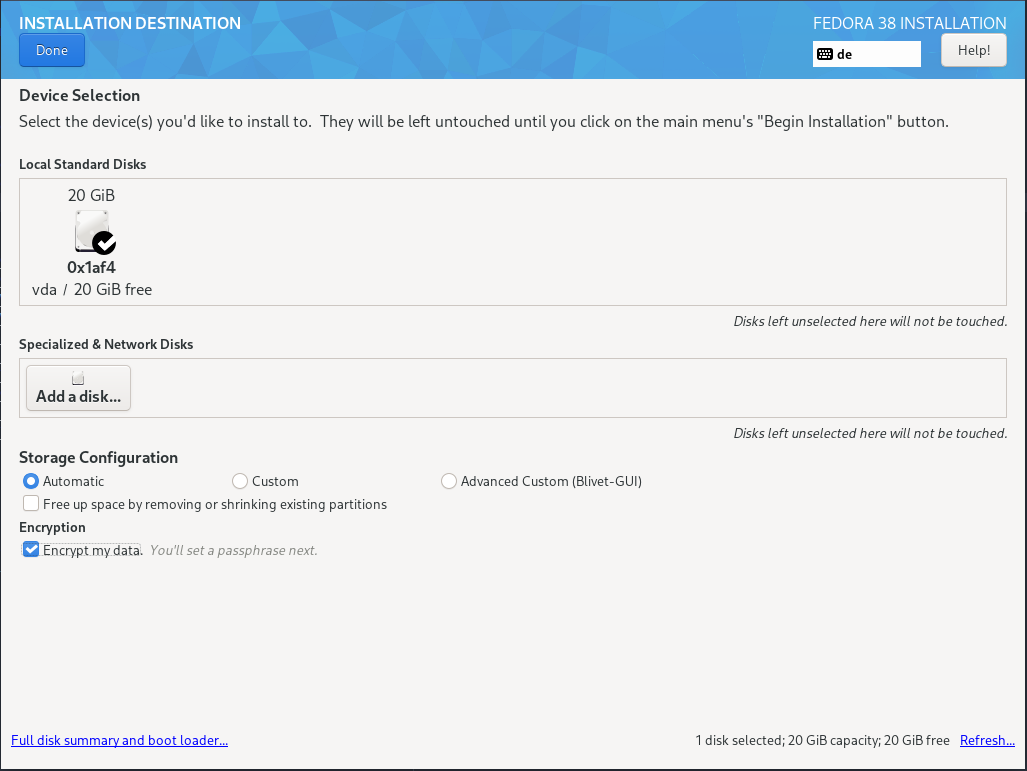 INSTALLATION DESTINATION
FEDORA 38 INSTALLATION
Done
de
Help!
Device Selection
Select the device(s) you'd like to install to.  They will be left untouched until you click on the main menu's "Begin Installation" button.
Local Standard Disks
20 GiB
0x1af4
vda / 20 GiB free
Disks left unselected here will not be touched.
Specialized & Network Disks
Add a disk...
Disks left unselected here will not be touched.
Storage Configuration
Automatic Custom Advanced Custom (Blivet-GUI)
Free up space by removing or shrinking existing partitions
Encryption
Encrypt my data. You'll set a passphrase next.
Full disk summary and boot loader... 1 disk selected; 20 GiB capacity; 20 GiB free Refresh...